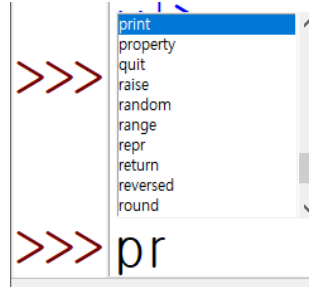 print
property
quit
>>> raise
random
range
repr
return
reversed
round
>>> pr